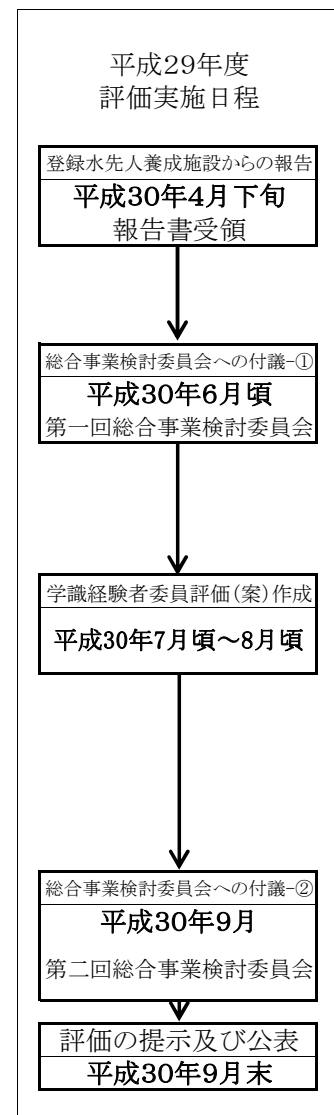 平成29年度
評価実施日程
登録水先人養成施設からの報告
平成30年4月下旬
報告書受領
総合事業検討委員会への付議-①
平成30年6月頃
第一回総合事業検討委員会
学識経験者委員評価(案)作成
平成30年7月頃～8月頃
総合事業検討委員会への付議-②
平成30年9月
第二回総合事業検討委員会
評価の提示及び公表
平成30年9月末